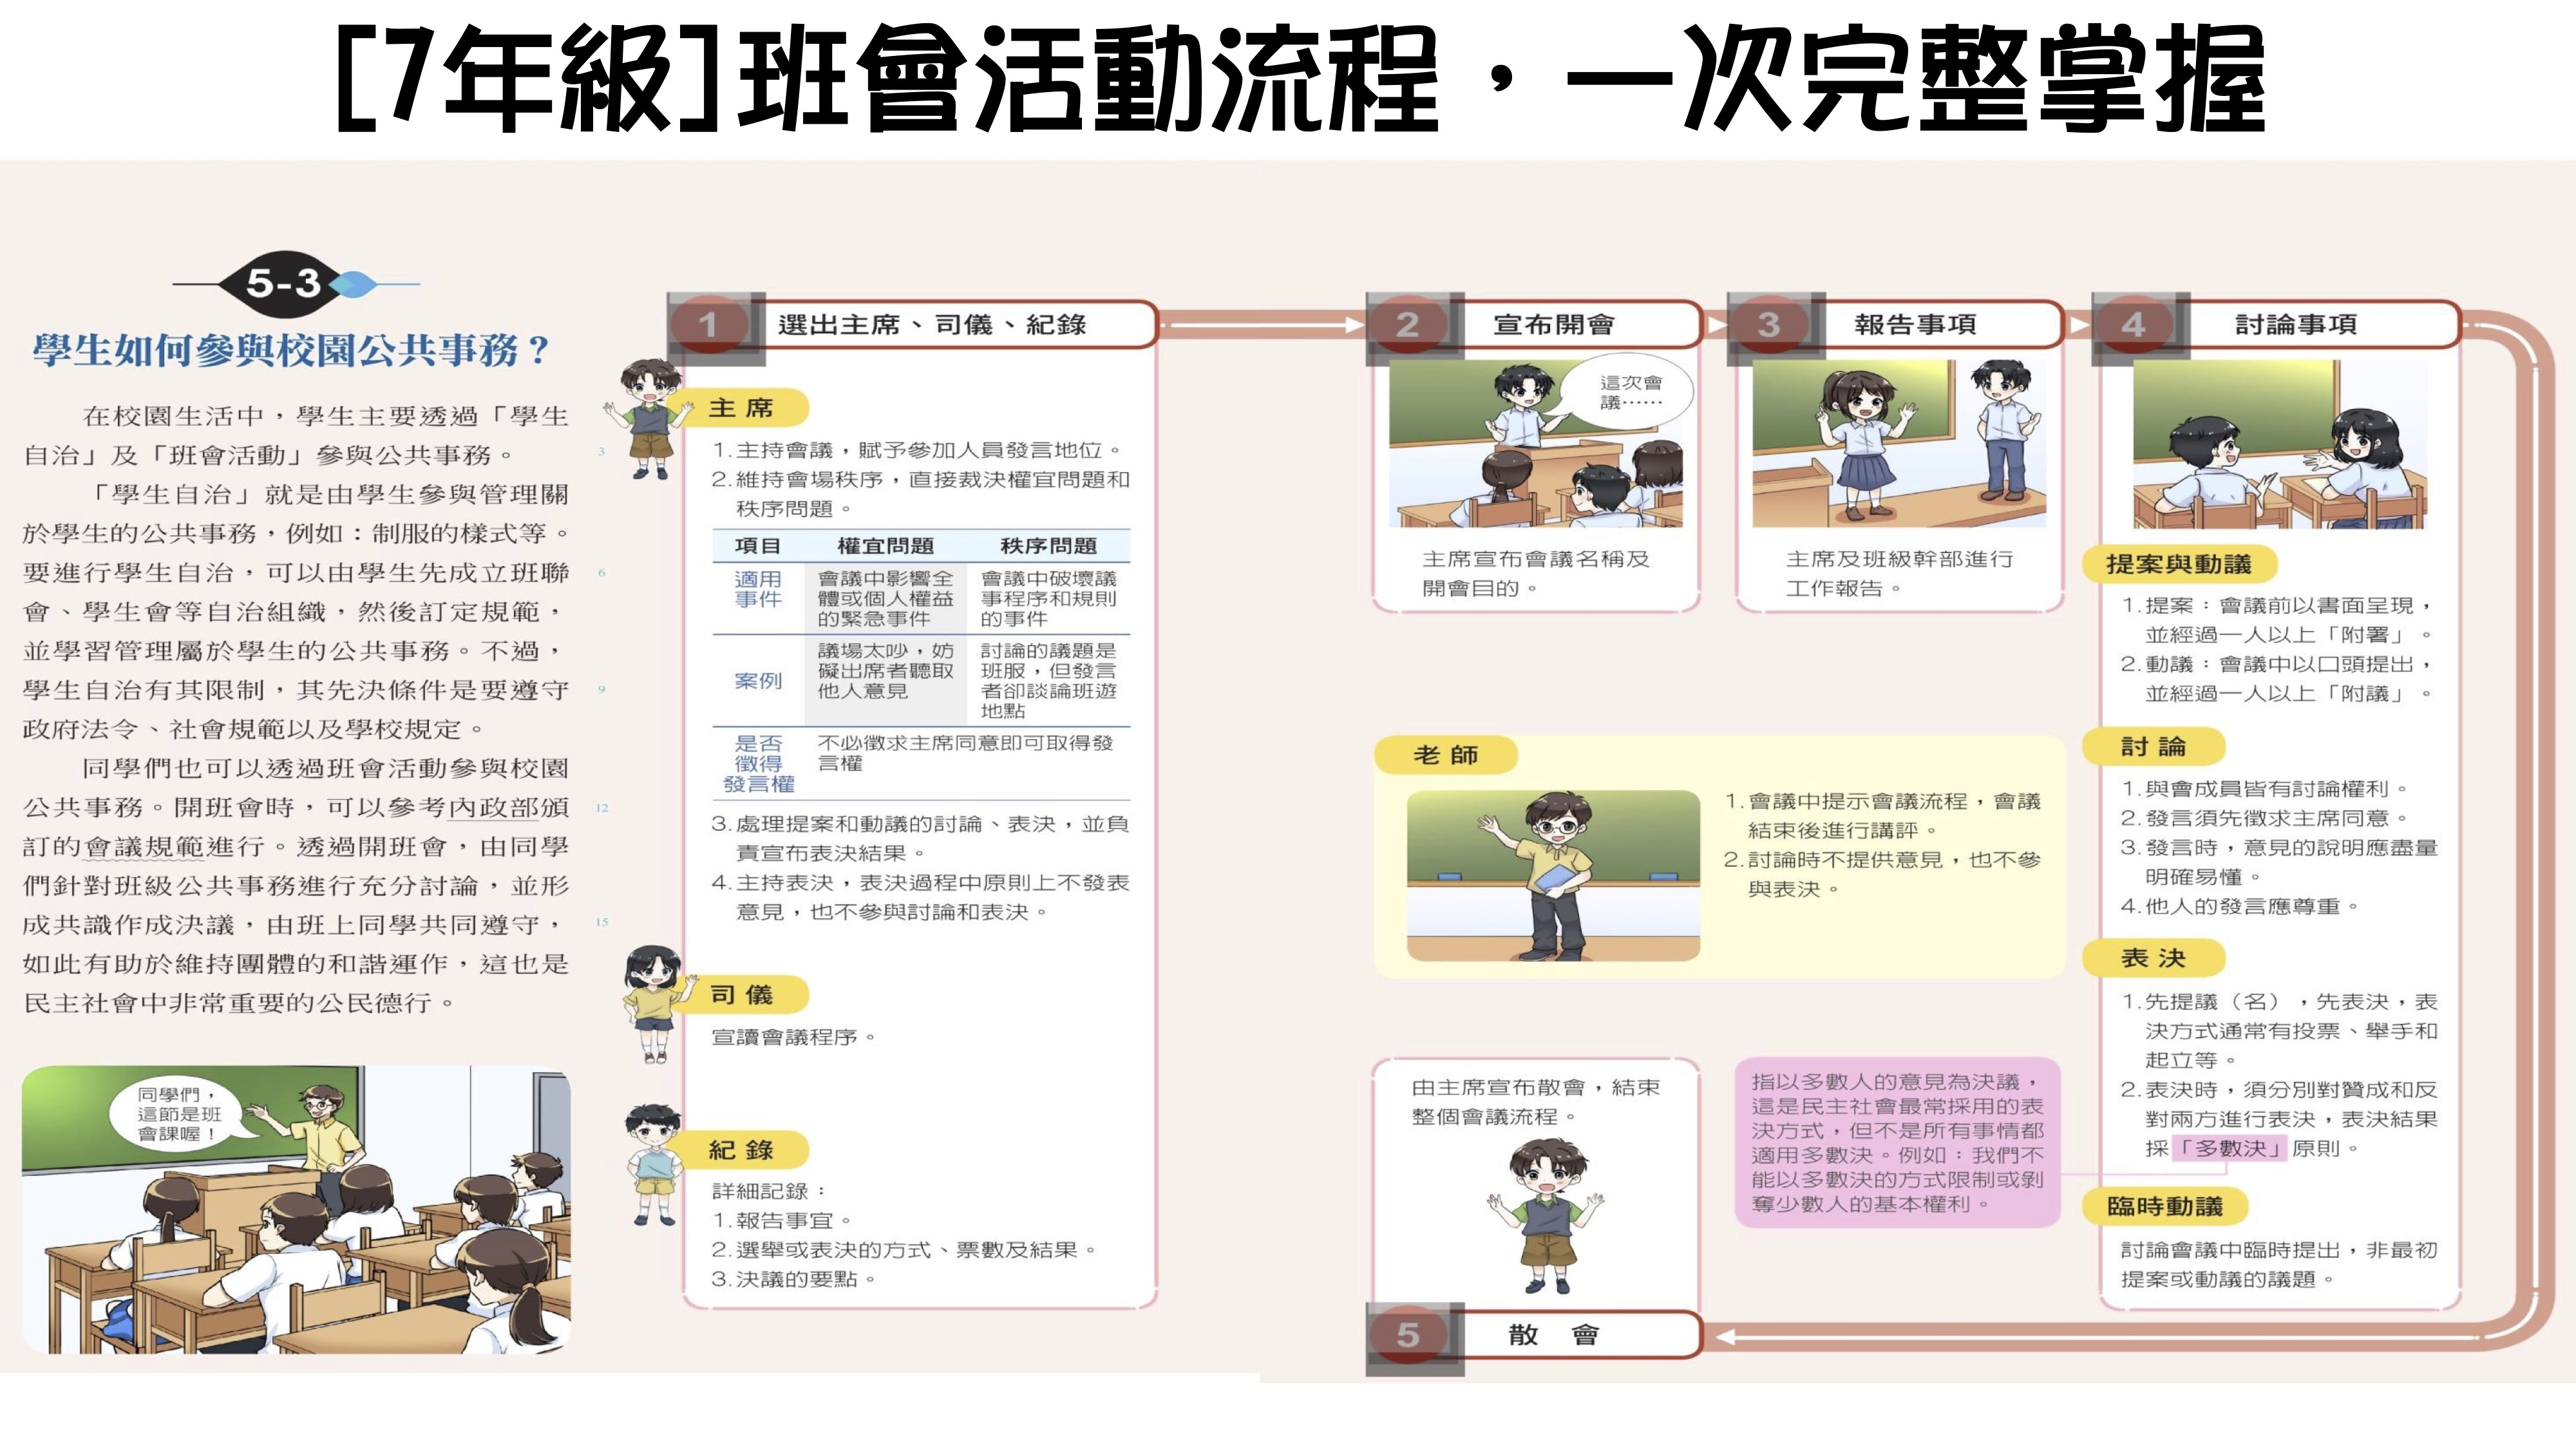 [7年級]班會活動流程，一次完整掌握
5-3
學生如何參與校園公共事務？
在校園生活中，學生主要透過「學生
自治」及「班會活動」參與公共事務。
3
「學生自治」就是由學生參與管理關
於學生的公共事務，例如：制服的樣式等。
要進行學生自治，可以由學生先成立班聯
6
會、學生會等自治組織，然後訂定規範，
並學習管理屬於學生的公共事務。不過，
學生自治有其限制，其先決條件是要遵守
9
政府法令、社會規範以及學校規定。
同學們也可以透過班會活動參與校園
公共事務。開班會時，可以參考內政部頒
12
訂的會議規範進行。透過開班會，由同學
們針對班級公共事務進行充分討論，並形
成共識作成決議，由班上同學共同遵守，
15
如此有助於維持團體的和諧運作，這也是
民主社會中非常重要的公民德行。
同學們，
這節是班
會課喔！
1 選出主席、司儀、紀錄
主席
1.主持會議，賦予參加人員發言地位。
2.維持會場秩序，直接裁決權宜問題和
秩序問題。
項目 權宜問題 秩序問題
適用
事件
會議中影響全
體或個人權益
的緊急事件
會議中破壞議
事程序和規則
的事件
案例
議場太吵，妨
礙出席者聽取
他人意見
討論的議題是
班服，但發言
者卻談論班遊
地點
是否
徵得
發言權
不必徵求主席同意即可取得發
言權
3.處理提案和動議的討論、表決，並負
責宣布表決結果。
4.主持表決，表決過程中原則上不發表
意見，也不參與討論和表決。
司儀
宣讀會議程序。
紀錄
詳細記錄：
1.報告事宜。
2.選舉或表決的方式、票數及結果。
3.決議的要點。
2 宣布開會
這次會
議……
主席宣布會議名稱及
開會目的。
3 報告事項
主席及班級幹部進行
工作報告。
老師
1.會議中提示會議流程，會議
結束後進行講評。
2.討論時不提供意見，也不參
與表決。
4 討論事項
提案與動議
1.提案：會議前以書面呈現，
並經過一人以上「附署」。
2.動議：會議中以口頭提出，
並經過一人以上「附議」。
討論
1.與會成員皆有討論權利。
2.發言須先徵求主席同意。
3.發言時，意見的說明應盡量
明確易懂。
4.他人的發言應尊重。
表決
1.先提議（名），先表決，表
決方式通常有投票、舉手和
起立等。
2.表決時，須分別對贊成和反
對兩方進行表決，表決結果
採「多數決」原則。
指以多數人的意見為決議，
這是民主社會最常採用的表
決方式，但不是所有事情都
適用多數決。例如：我們不
能以多數決的方式限制或剝
奪少數人的基本權利。
臨時動議
討論會議中臨時提出，非最初
提案或動議的議題。
由主席宣布散會，結束
整個會議流程。
5 散 會